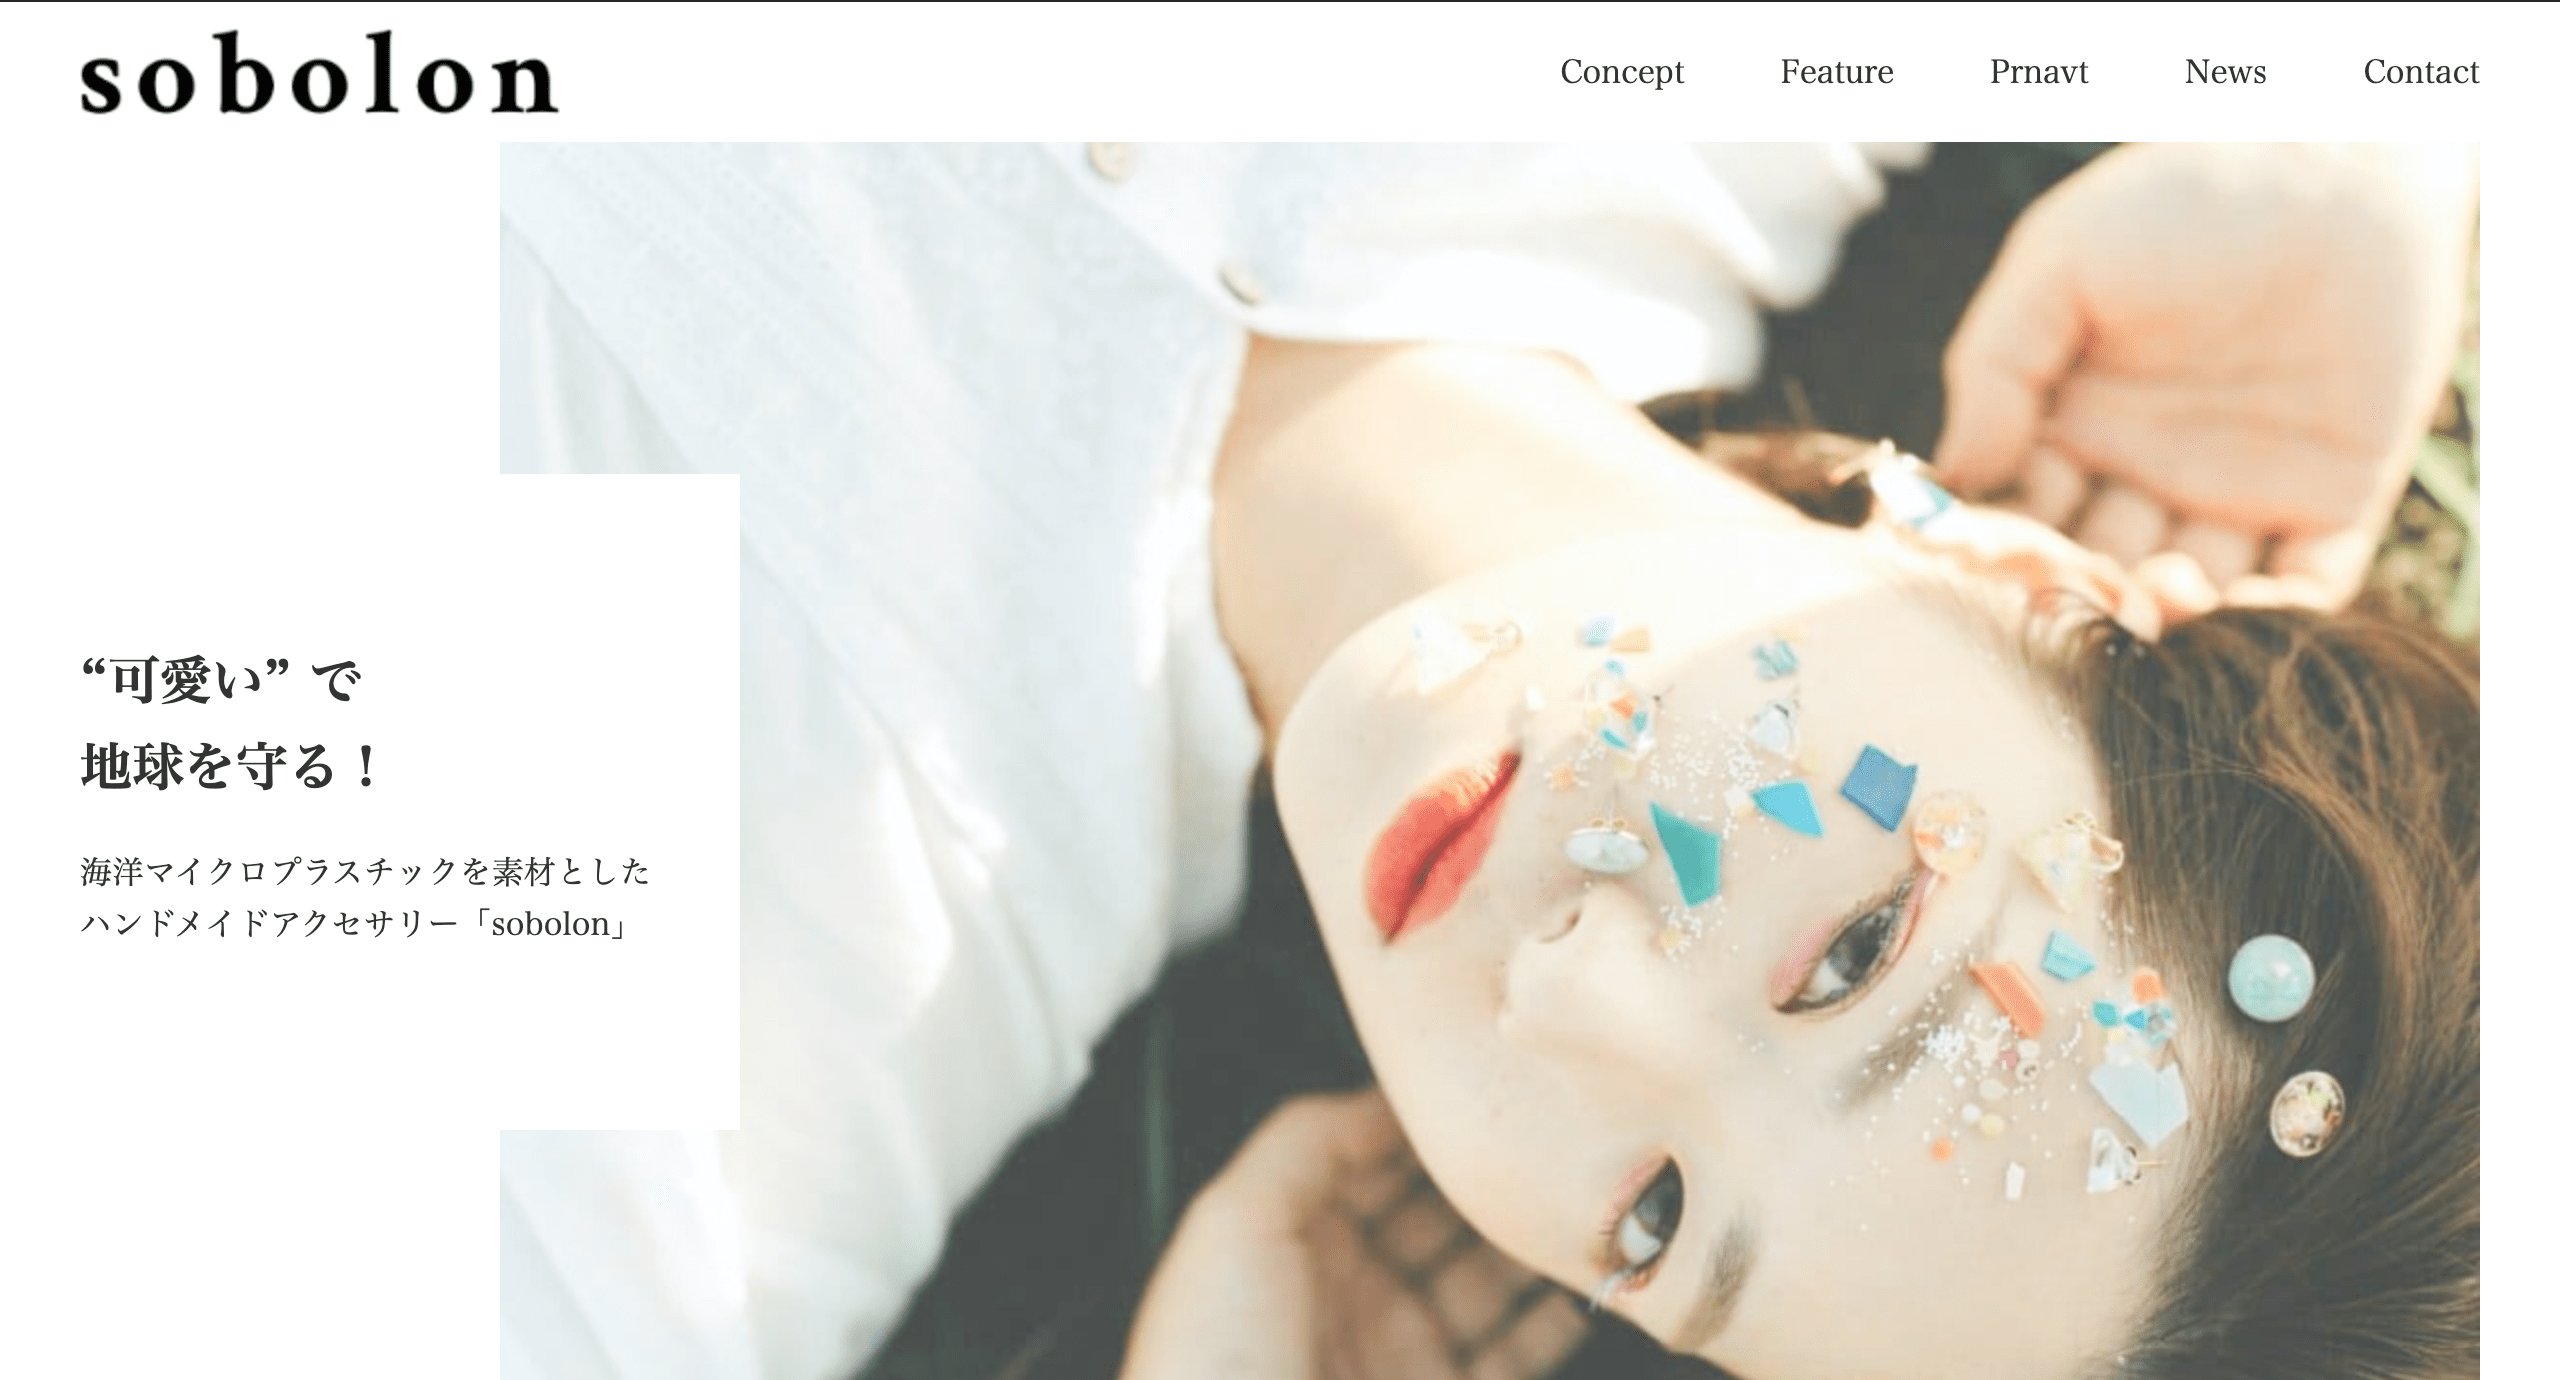 sobolon
Concept Feature Prnavt News Contact
“可愛い” で
地球を守る！
海洋マイクロプラスチックを素材とした
ハンドメイドアクセサリー「sobolon」